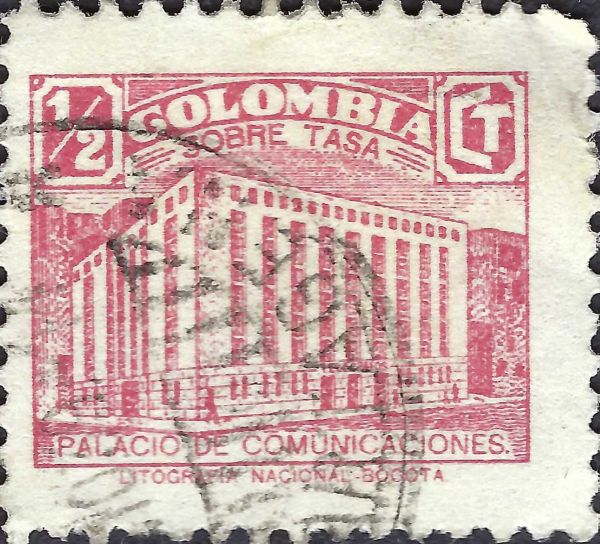 1/2 COLOMBIA CT
SOBRE TASA
PALACIO DE COMUNICACIONES.
LITOGRAFIA NACIONAL-BOGOTA